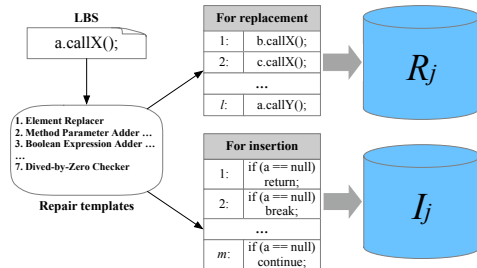 LBS
a.callX();
1. Element Replacer
2. Method Parameter Adder ...
3. Boolean Expression Adder ...
...
7. Dived-by-Zero Checker
Repair templates
For replacement
1: b.callX();
2: c.callX();
...
l: a.callY();
R_j
For insertion
1: if (a == null)
return;
2: if (a == null)
break;
...
m: if (a == null)
continue;
I_j